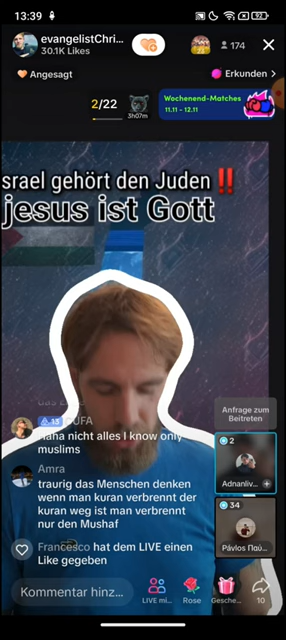 13:39
92
evangelistChri...
30.1K Likes
174
Angesagt
Erkunden >
2/22
3h07m
Wochenend-Matches
11.11 - 12.11
srael gehört den Juden‼️
jesus ist Gott
13
haha nicht alles I know only
muslims
Amra
traurig das Menschen denken
wenn man kuran verbrennt der
kuran weg ist man verbrennt
nur den Mushaf
Francesco hat dem LIVE einen
Like gegeben
Anfrage zum
Beitreten
2
Adnanliv...
34
Pávlos Παύ...
Kommentar hinz...
LIVE mi...
Rose
Gesche...
10